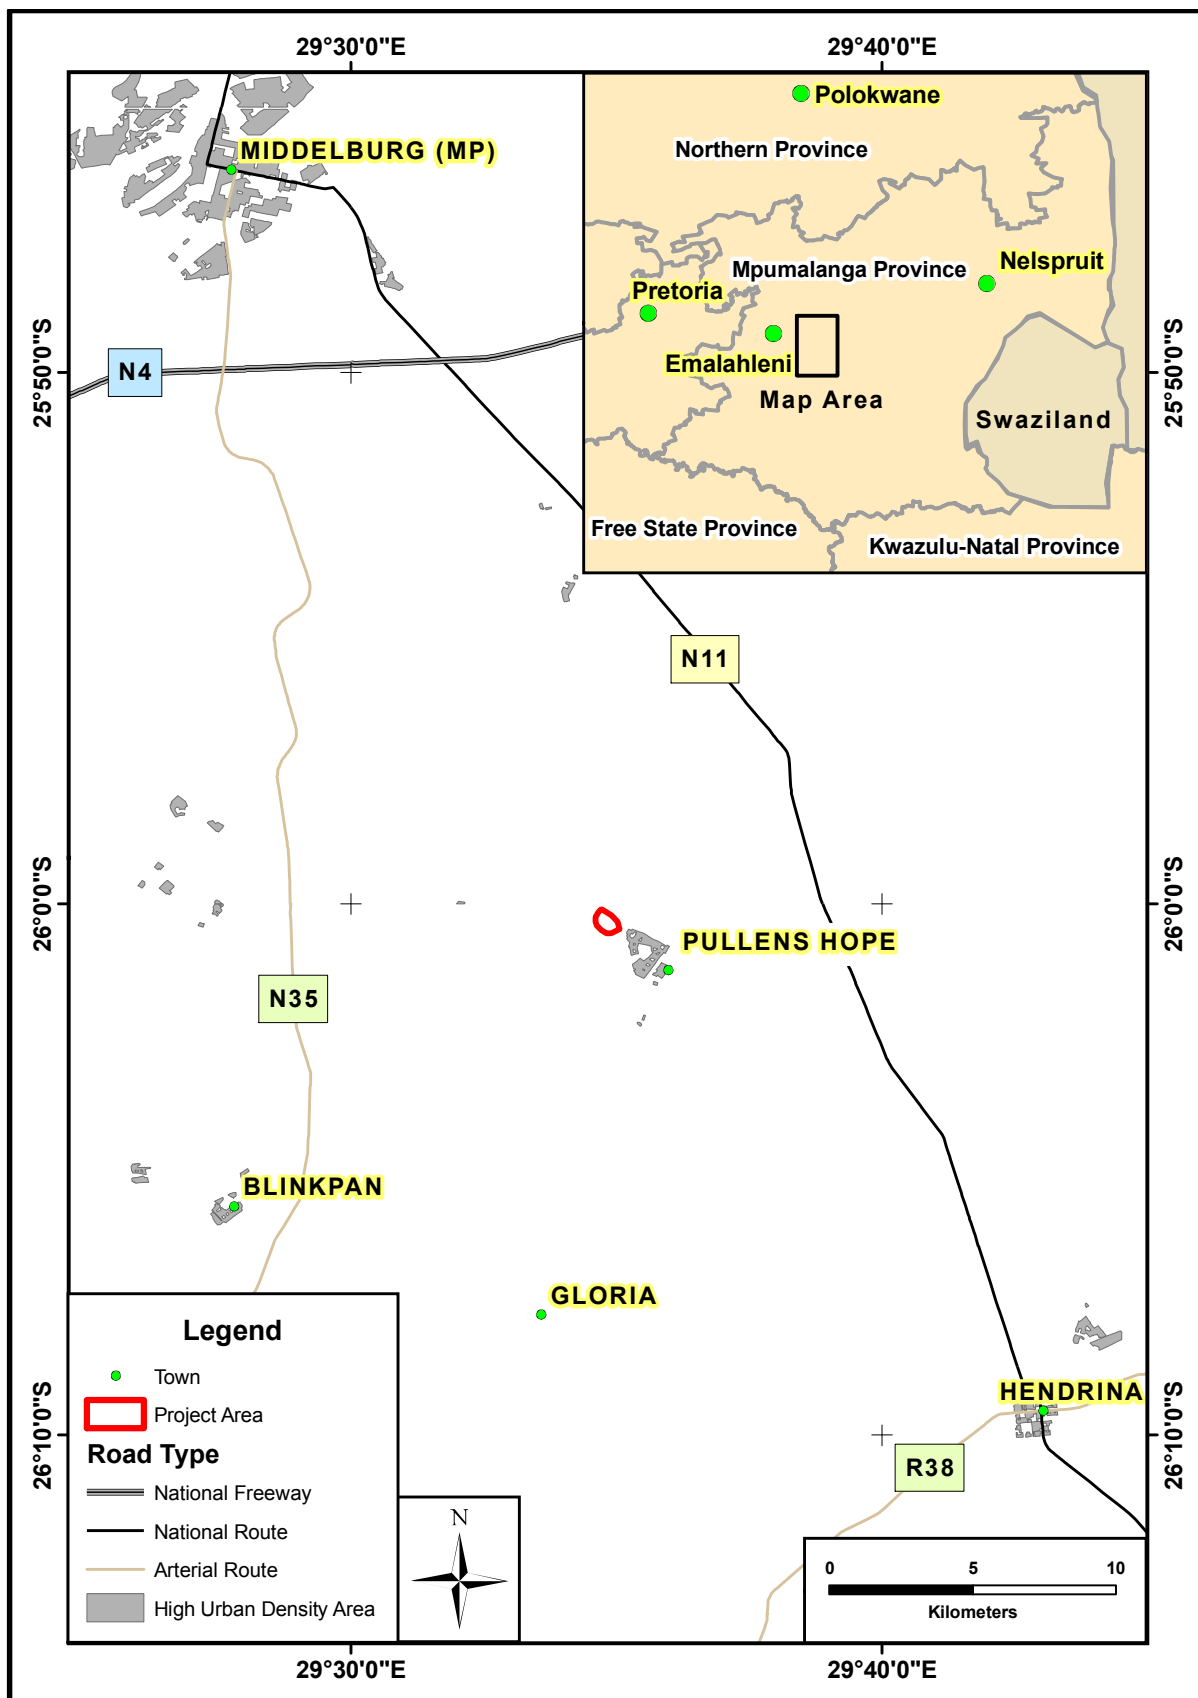 29°30'0"E
29°40'0"E
Polokwane
Northern Province
MIDDELBURG (MP)
Nelspruit
Mpumalanga Province
Pretoria
25°50'0"S
25°50'0"S
N4
Emalahleni
Map Area
Swaziland
Free State Province
Kwazulu-Natal Province
N11
26°0'0"S
26°0'0"S
PULLENS HOPE
N35
BLINKPAN
GLORIA
HENDRINA
26°10'0"S
26°10'0"S
R38
Legend
Town
Project Area
Road Type
National Freeway
National Route
Arterial Route
High Urban Density Area
N
0 5 10
Kilometers
29°30'0"E
29°40'0"E